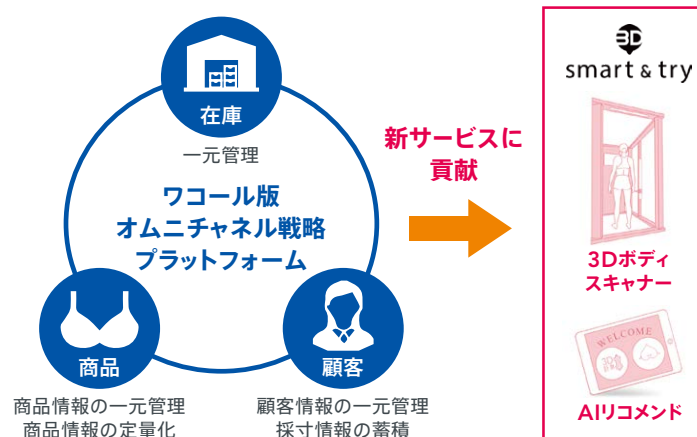 在庫
一元管理
ワコール版
オムニチャネル戦略
プラットフォーム
商品
商品情報の一元管理
商品情報の定量化
顧客
顧客情報の一元管理
採寸情報の蓄積
新サービスに
貢献
3D
smart & try
3Dボディ
スキャナー
WELCOME
AIリコメンド